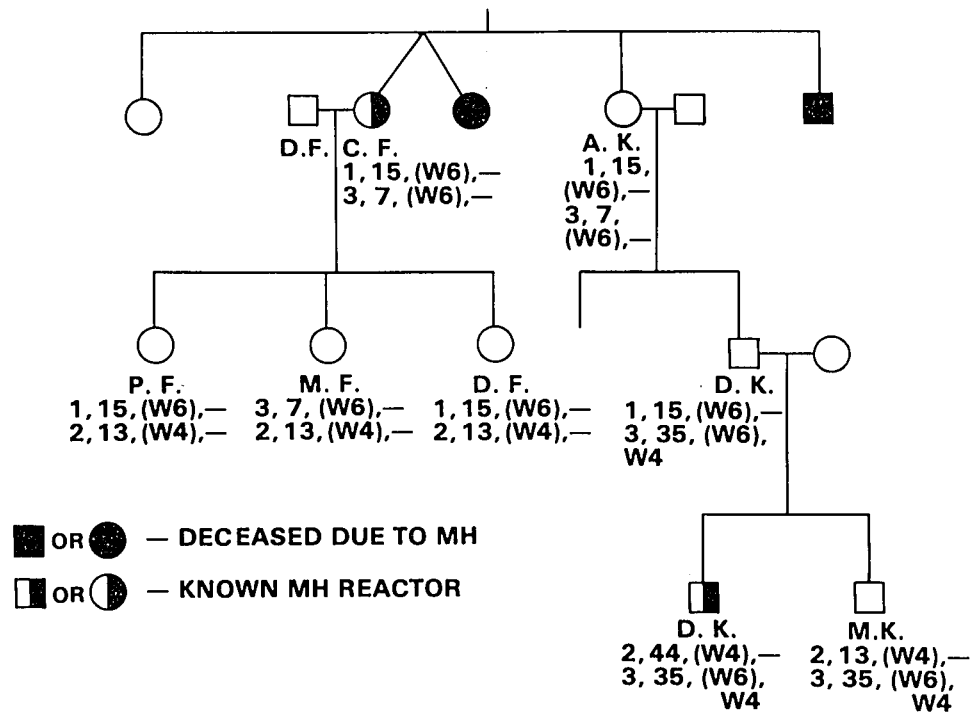 D.F. C. F.
1, 15, (W6), —
3, 7, (W6), —
A. K.
1, 15,
(W6), —
3, 7,
(W6), —
P. F.
1, 15, (W6), —
2, 13, (W4), —
M. F.
3, 7, (W6), —
2, 13, (W4), —
D. F.
1, 15, (W6), —
2, 13, (W4), —
D. K.
1, 15, (W6), —
3, 35, (W6),
W4
OR — DECEASED DUE TO MH
OR — KNOWN MH REACTOR
D. K.
2, 44, (W4), —
3, 35, (W6),
W4
M.K.
2, 13, (W4), —
3, 35, (W6),
W4